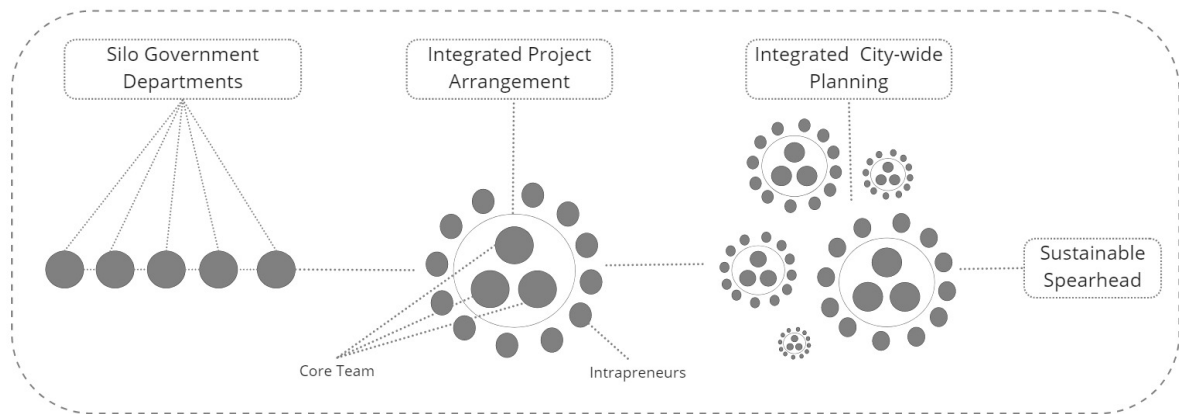 Silo Government
Departments
Integrated Project
Arrangement
Integrated City-wide
Planning
Sustainable
Spearhead
Core Team
Intrapreneurs